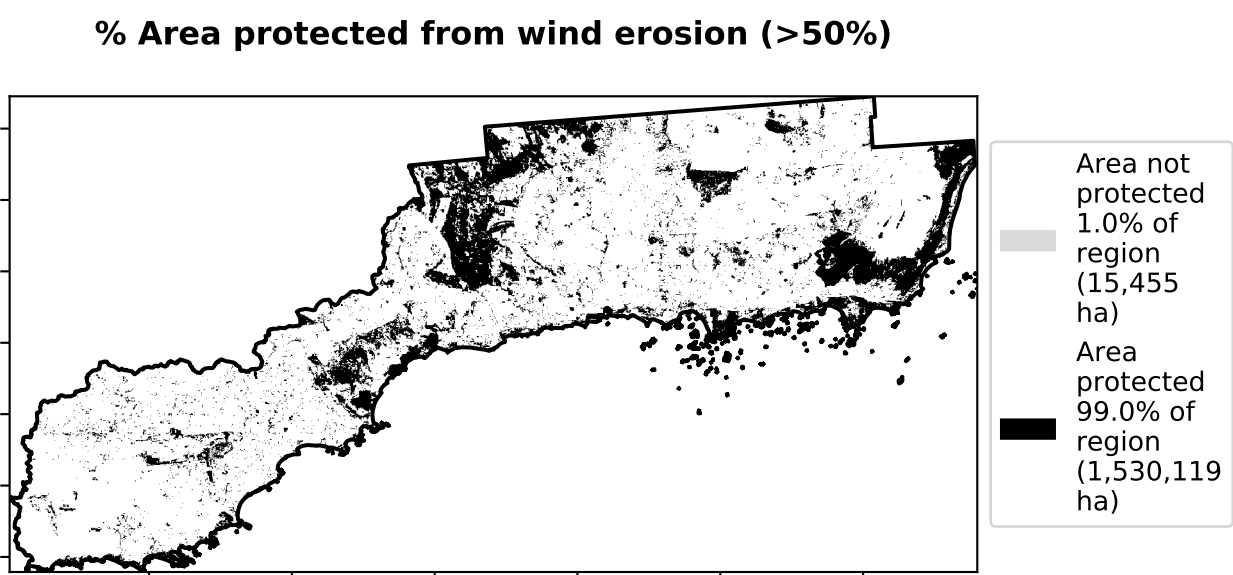 % Area protected from wind erosion (>50%)
Area not
protected
1.0% of
region
(15,455
ha)
Area
protected
99.0% of
region
(1,530,119
ha)